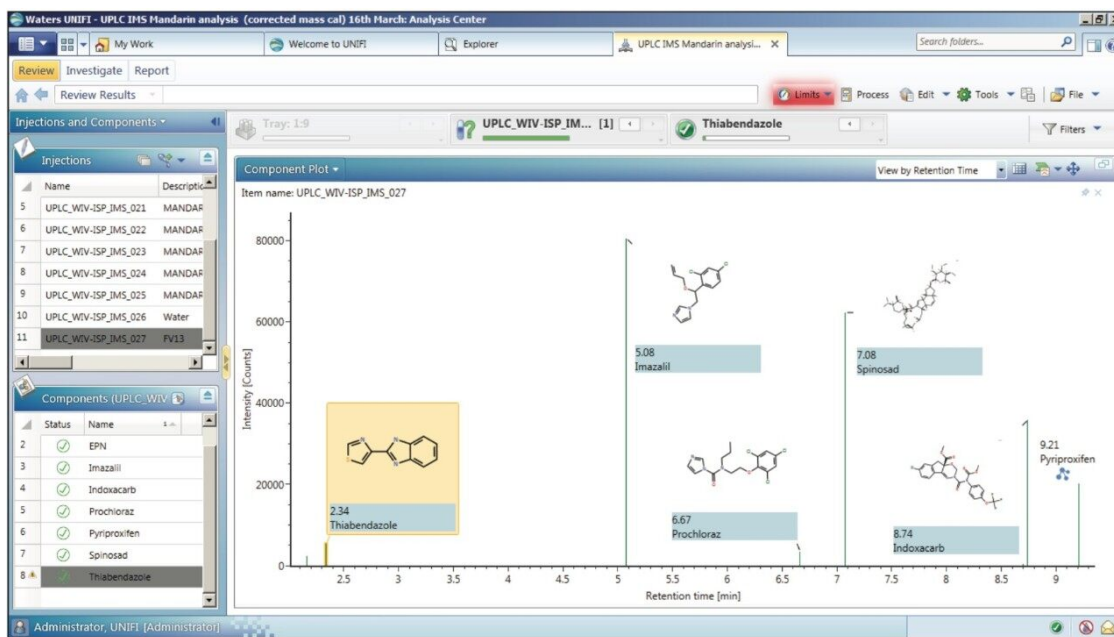 Waters UNIFI - UPLC IMS Mandarin analysis (corrected mass cal) 16th March: Analysis Center
My Work
Welcome to UNIFI
Explorer
UPLC IMS Mandarin analysi...
Search folders...
Review Investigate Report
Review Results
Limits Process Edit Tools File
Injections and Components
Tray: 1:9
UPLC_WIV-ISP_IM... [1]
Thiabendazole
Filters
Injections
Name Descriptic
5 UPLC_WIV-ISP_IMS_021 MANDAR
6 UPLC_WIV-ISP_IMS_022 MANDAR
7 UPLC_WIV-ISP_IMS_023 MANDAR
8 UPLC_WIV-ISP_IMS_024 MANDAR
9 UPLC_WIV-ISP_IMS_025 MANDAR
10 UPLC_WIV-ISP_IMS_026 Water
11 UPLC_WIV-ISP_IMS_027 FV13
Components (UPLC_WIV
Status Name
2 EPN
3 Imazalil
4 Indoxacarb
5 Prochloraz
6 Pyriproxifen
7 Spinosad
8 Thiabendazole
Component Plot
View by Retention Time
Item name: UPLC_WIV-ISP_IMS_027
Intensity [Counts]
80000
60000
40000
20000
0
2.34
Thiabendazole
5.08
Imazalil
6.67
Prochloraz
7.08
Spinosad
8.74
Indoxacarb
9.21
Pyriproxifen
2.5 3 3.5 4 4.5 5 5.5 6 6.5 7 7.5 8 8.5 9
Retention time [min]
Administrator, UNIFI [Administrator]